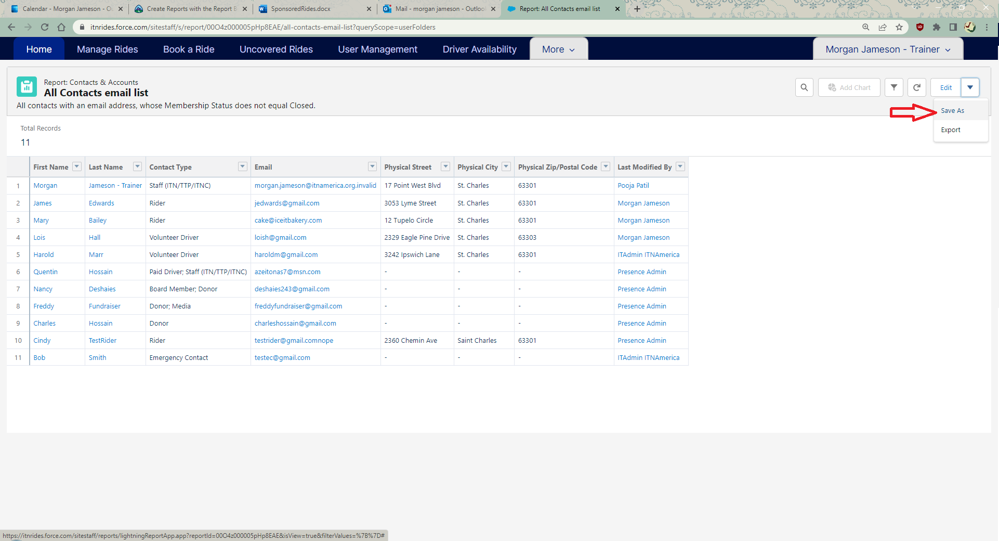 Calendar - Morgan Jameson - Ou
Create Reports with the Report B
SponsoredRides.docx
Mail - morgan jameson - Outloo
Report: All Contacts email list
itnrides.force.com/sitestaff/s/report/00O4z000005pHp8EAE/all-contacts-email-list?queryScope=userFolders
Home Manage Rides Book a Ride Uncovered Rides User Management Driver Availability More Morgan Jameson - Trainer
Report: Contacts & Accounts
All Contacts email list
All contacts with an email address, whose Membership Status does not equal Closed.
Add Chart Edit
Save As
Export
Total Records
11
First Name Last Name Contact Type Email Physical Street Physical City Physical Zip/Postal Code Last Modified By
1 Morgan Jameson - Trainer Staff (ITN/TTP/ITNC) morgan.jameson@itnamerica.org.invalid 17 Point West Blvd St. Charles 63301 Pooja Patil
2 James Edwards Rider jedwards@gmail.com 3053 Lyme Street St. Charles 63301 Morgan Jameson
3 Mary Bailey Rider cake@iceitbakery.com 12 Tupelo Circle St. Charles 63301 Morgan Jameson
4 Lois Hall Volunteer Driver loish@gmail.com 2329 Eagle Pine Drive St. Charles 63303 Morgan Jameson
5 Harold Marr Volunteer Driver haroldm@gmail.com 3242 Ipswich Lane St. Charles 63301 ITAdmin ITNAmerica
6 Quentin Hossain Paid Driver; Staff (ITN/TTP/ITNC) azeitonas7@msn.com - - - Presence Admin
7 Nancy Deshaies Board Member; Donor deshaies243@gmail.com - - - Presence Admin
8 Freddy Fundraiser Donor; Media freddyfundraiser@gmail.com - - - Presence Admin
9 Charles Hossain Donor charleshossain@gmail.com - - - Presence Admin
10 Cindy TestRider Rider testrider@gmail.comnope 2360 Chemin Ave Saint Charles 63301 Presence Admin
11 Bob Smith Emergency Contact testec@gmail.com - - - ITAdmin ITNAmerica
https://itnrides.force.com/sitestaff/reports/lightningReportApp.app?reportId=00O4z000005pHp8EAE&isView=true&filterValues=%7B%7D#